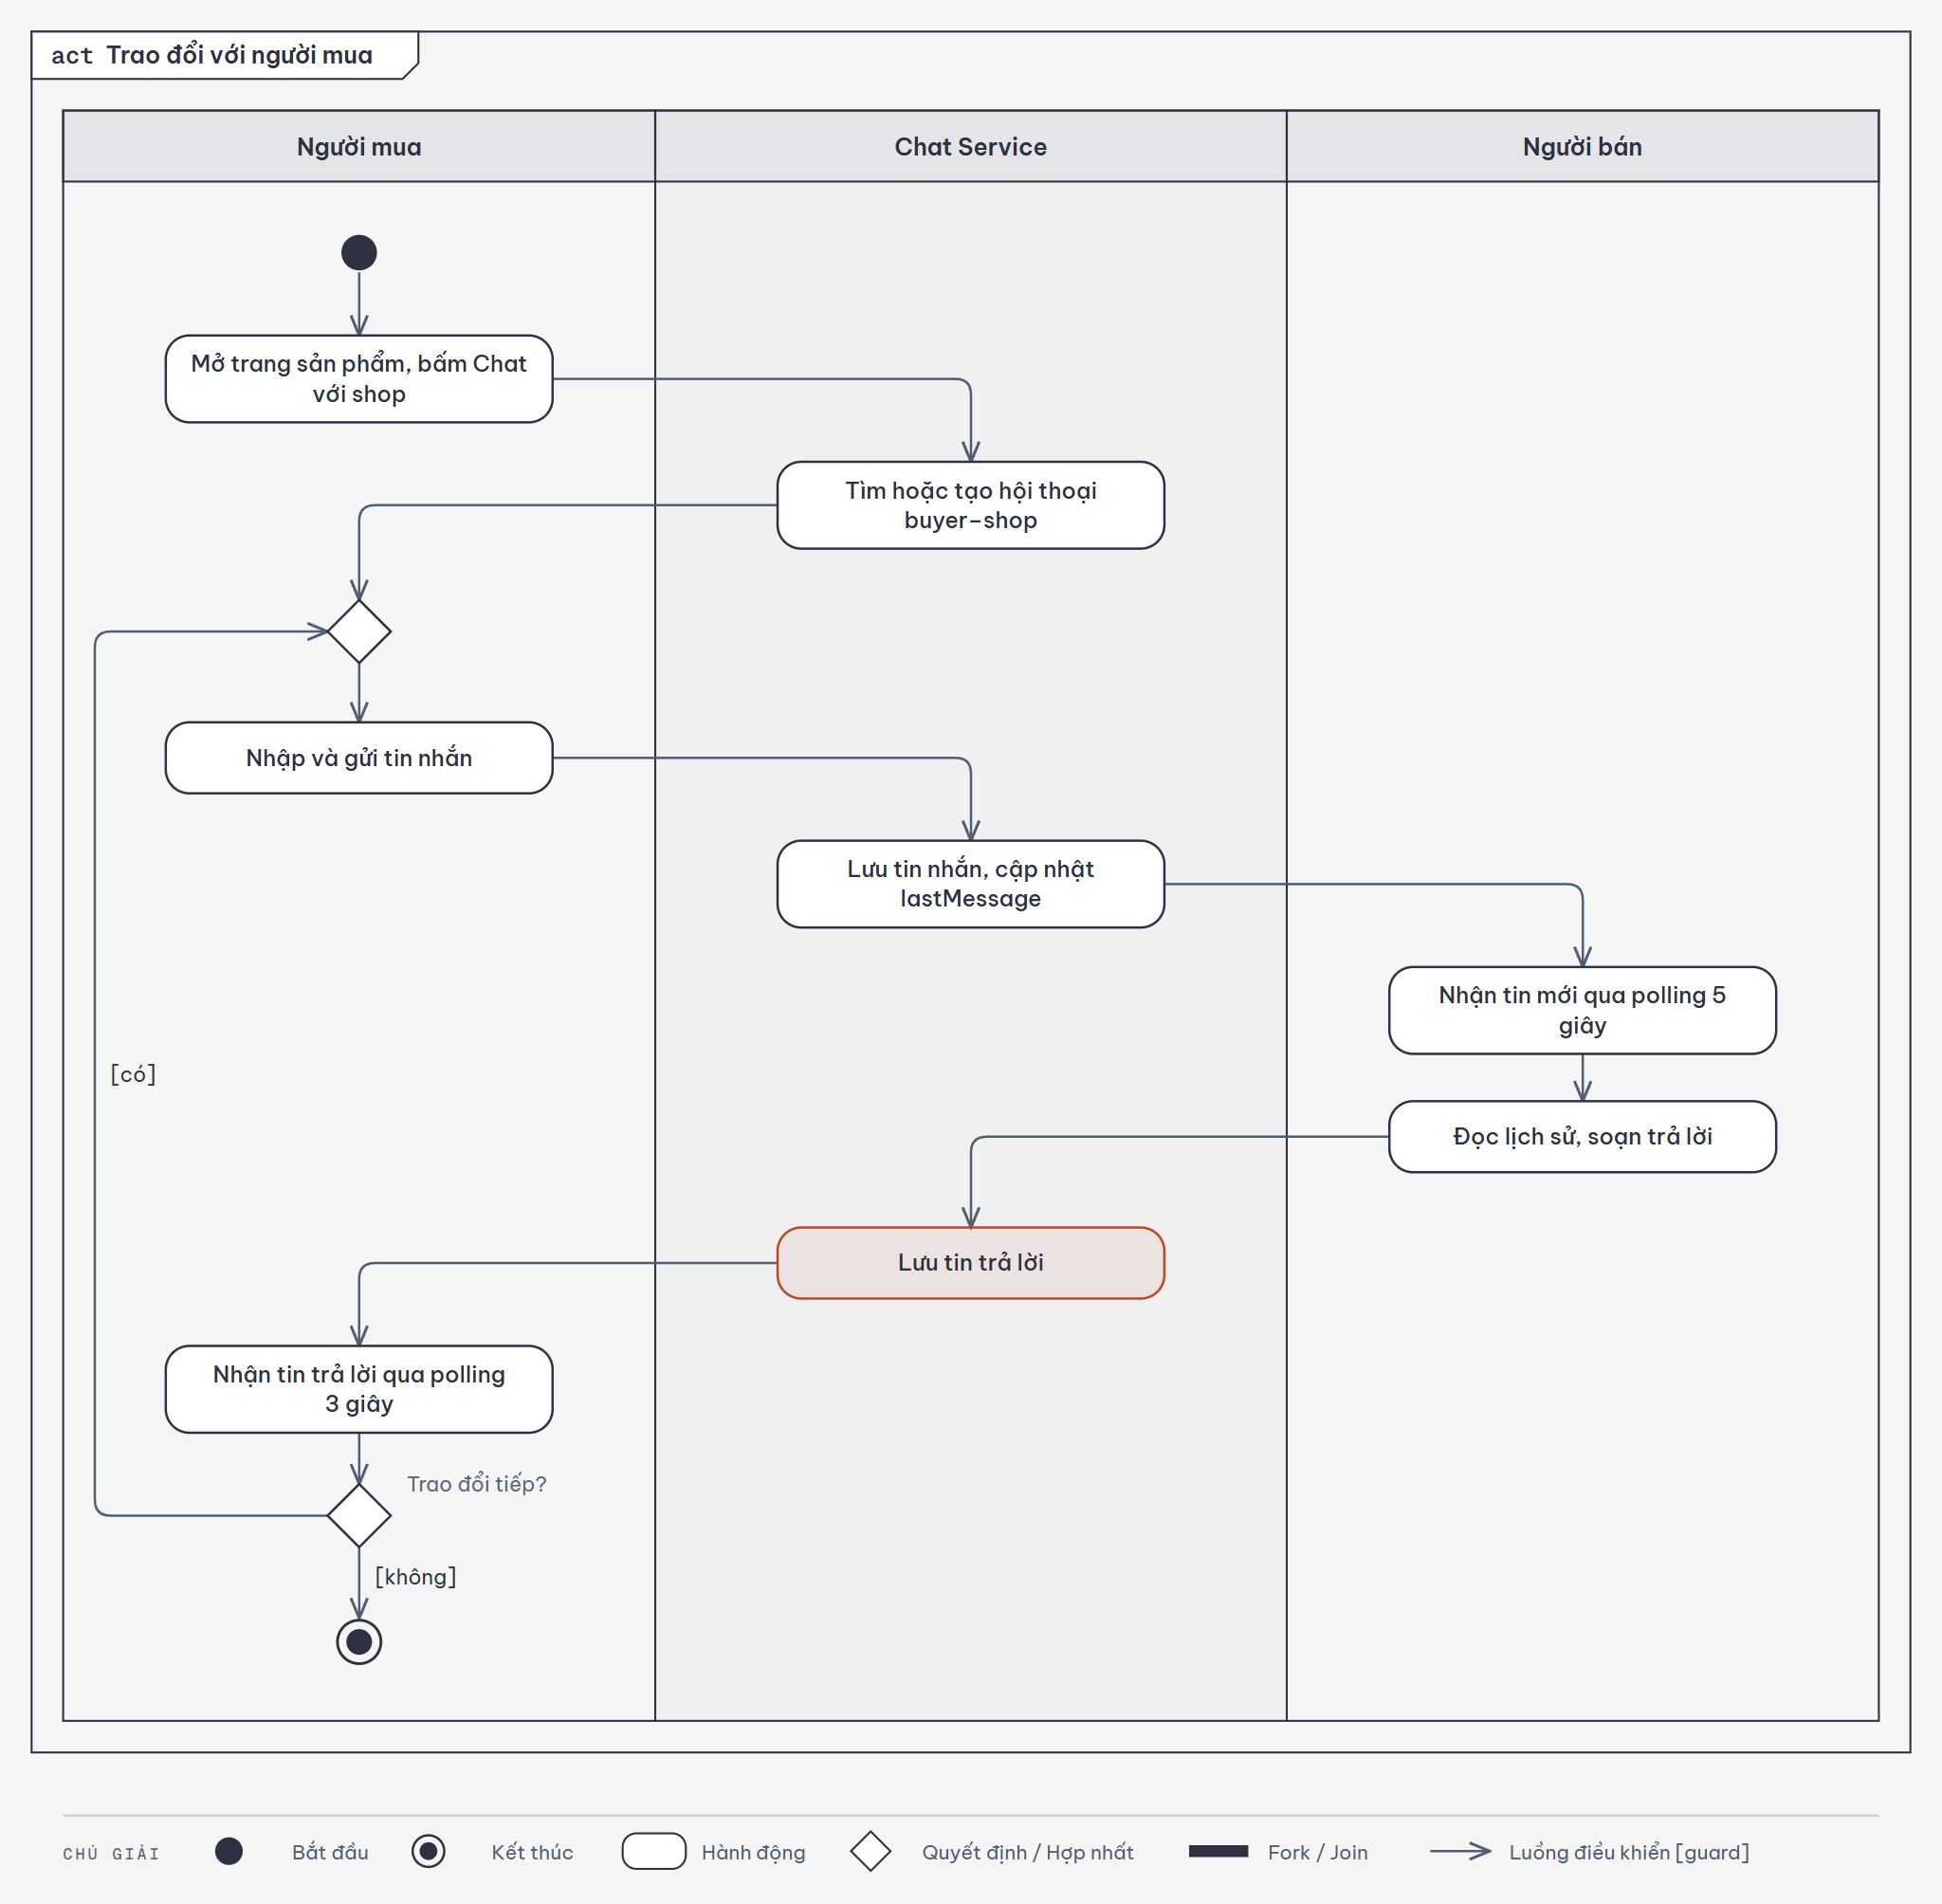 act Trao đổi với người mua
Người mua
Chat Service
Người bán
Mở trang sản phẩm, bấm Chat
với shop
Tìm hoặc tạo hội thoại
buyer–shop
Nhập và gửi tin nhắn
Lưu tin nhắn, cập nhật
lastMessage
Nhận tin mới qua polling 5
giây
[có]
Đọc lịch sử, soạn trả lời
Lưu tin trả lời
Nhận tin trả lời qua polling
3 giây
Trao đổi tiếp?
[không]
CHÚ GIẢI
Bắt đầu
Kết thúc
Hành động
Quyết định / Hợp nhất
Fork / Join
Luồng điều khiển [guard]